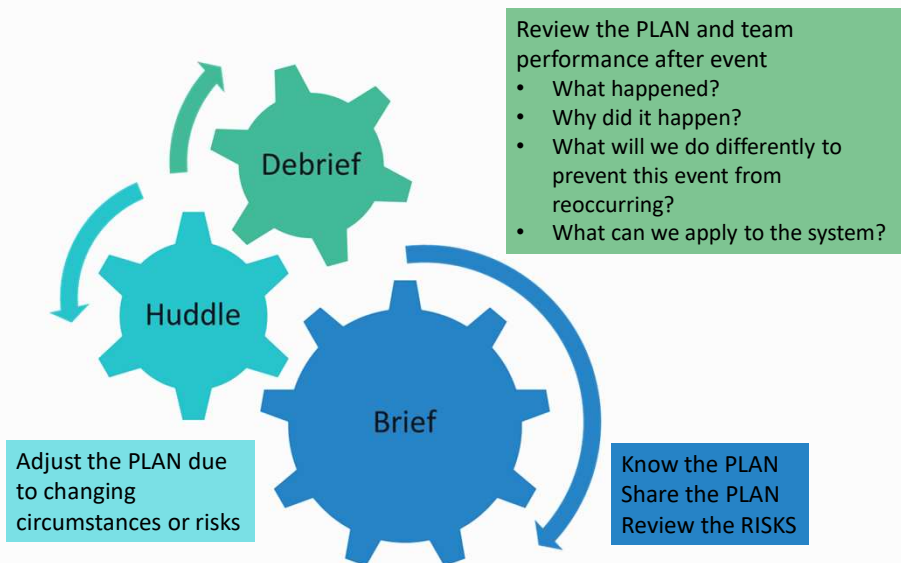 Review the PLAN and team
performance after event
• What happened?
• Why did it happen?
• What will we do differently to
prevent this event from
reoccurring?
• What can we apply to the system?
Debrief
Huddle
Brief
Adjust the PLAN due
to changing
circumstances or risks
Know the PLAN
Share the PLAN
Review the RISKS